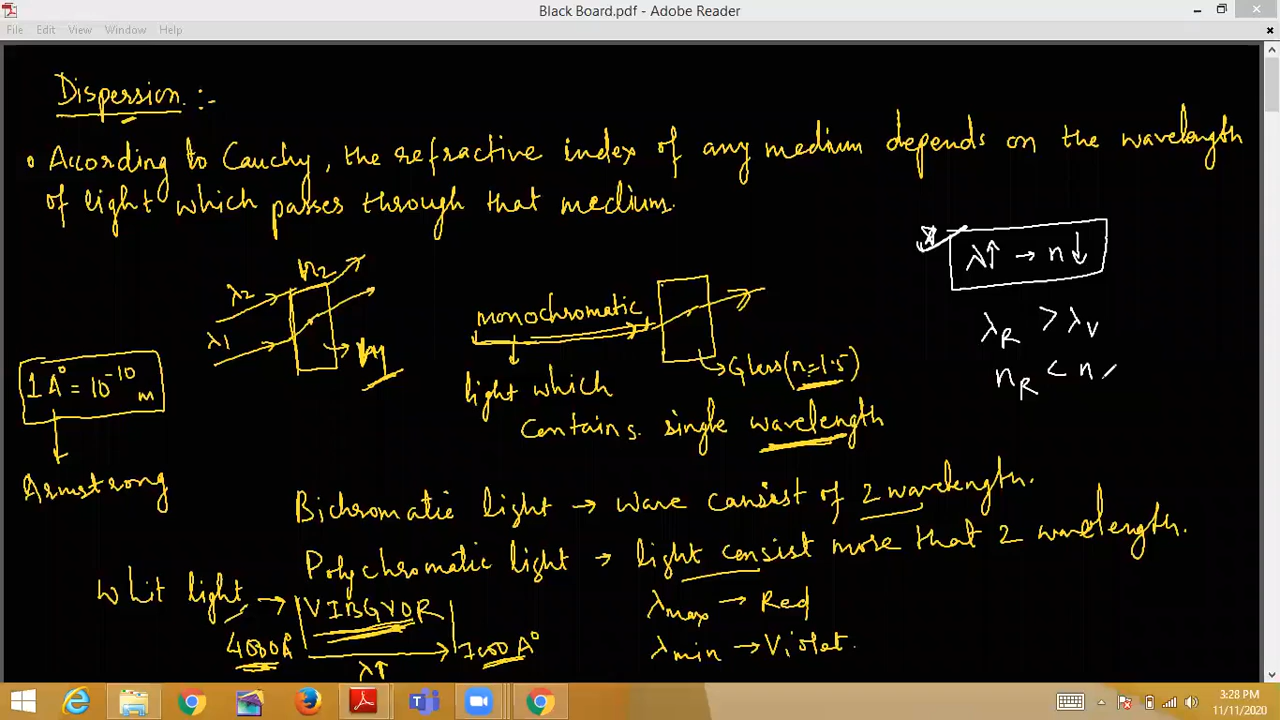 Black Board.pdf - Adobe Reader
File Edit View Window Help
Dispersion :-
• According to Cauchy, the refractive index of any medium depends on the wavelength
of light which passes through that medium.
λ↑ → n↓
λR > λV
nR < n
λ2
λ1
n2
n1
monochromatic
Glass (n=1.5)
light which
contains single wavelength
1 A° = 10⁻¹⁰ m
Armstrong
Bichromatic light → wave consist of 2 wavelength.
Polychromatic light → light consist more that 2 wavelength.
Whit light → VIBGYOR
4000A° 7000A°
λ↑
λmax → Red
λmin → Violet.
3:28 PM
11/11/2020